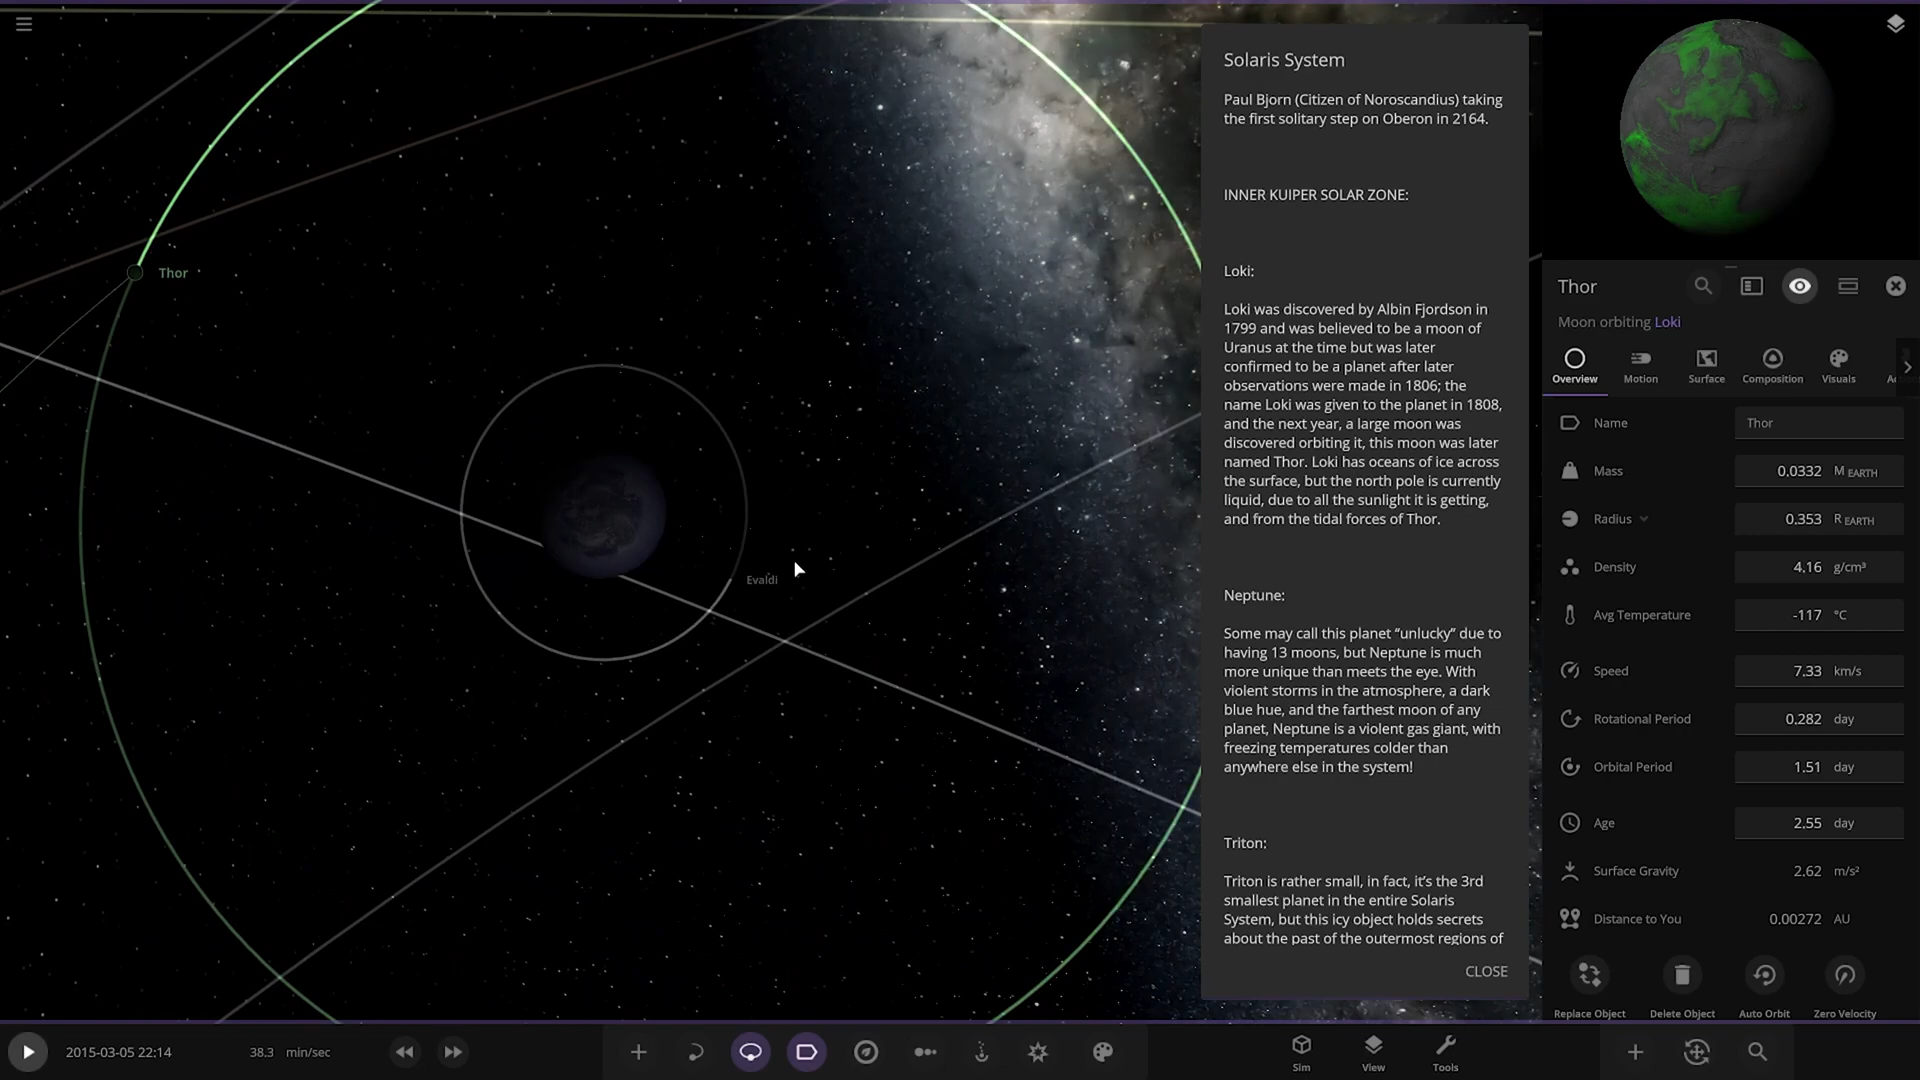 Thor
Evaldi
Solaris System
Paul Bjorn (Citizen of Noroscandius) taking
the first solitary step on Oberon in 2164.
INNER KUIPER SOLAR ZONE:
Loki:
Loki was discovered by Albin Fjordson in
1799 and was believed to be a moon of
Uranus at the time but was later
confirmed to be a planet after later
observations were made in 1806; the
name Loki was given to the planet in 1808,
and the next year, a large moon was
discovered orbiting it, this moon was later
named Thor. Loki has oceans of ice across
the surface, but the north pole is currently
liquid, due to all the sunlight it is getting,
and from the tidal forces of Thor.
Neptune:
Some may call this planet “unlucky” due to
having 13 moons, but Neptune is much
more unique than meets the eye. With
violent storms in the atmosphere, a dark
blue hue, and the farthest moon of any
planet, Neptune is a violent gas giant, with
freezing temperatures colder than
anywhere else in the system!
Triton:
Triton is rather small, in fact, it’s the 3rd
smallest planet in the entire Solaris
System, but this icy object holds secrets
about the past of the outermost regions of
CLOSE
Thor
Moon orbiting Loki
Overview Motion Surface Composition Visuals
Name Thor
Mass 0.0332 M EARTH
Radius 0.353 R EARTH
Density 4.16 g/cm³
Avg Temperature -117 °C
Speed 7.33 km/s
Rotational Period 0.282 day
Orbital Period 1.51 day
Age 2.55 day
Surface Gravity 2.62 m/s²
Distance to You 0.00272 AU
Replace Object Delete Object Auto Orbit Zero Velocity
2015-03-05 22:14 38.3 min/sec Sim View Tools